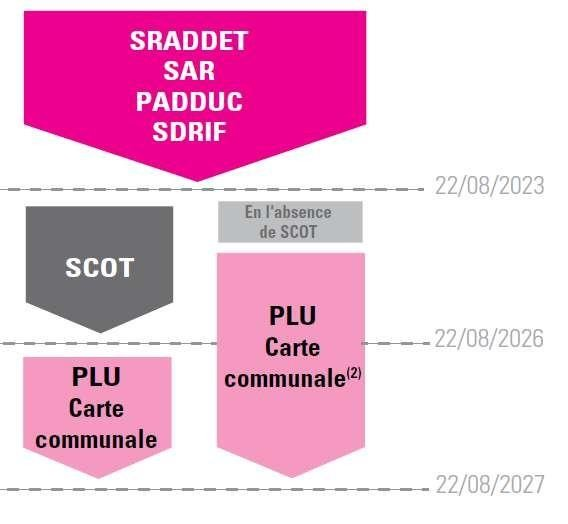 SRADDET
SAR
PADDUC
SDRIF
22/08/2023
En l'absence
de SCOT
SCOT
PLU
Carte
communale(2)
22/08/2026
PLU
Carte
communale
22/08/2027